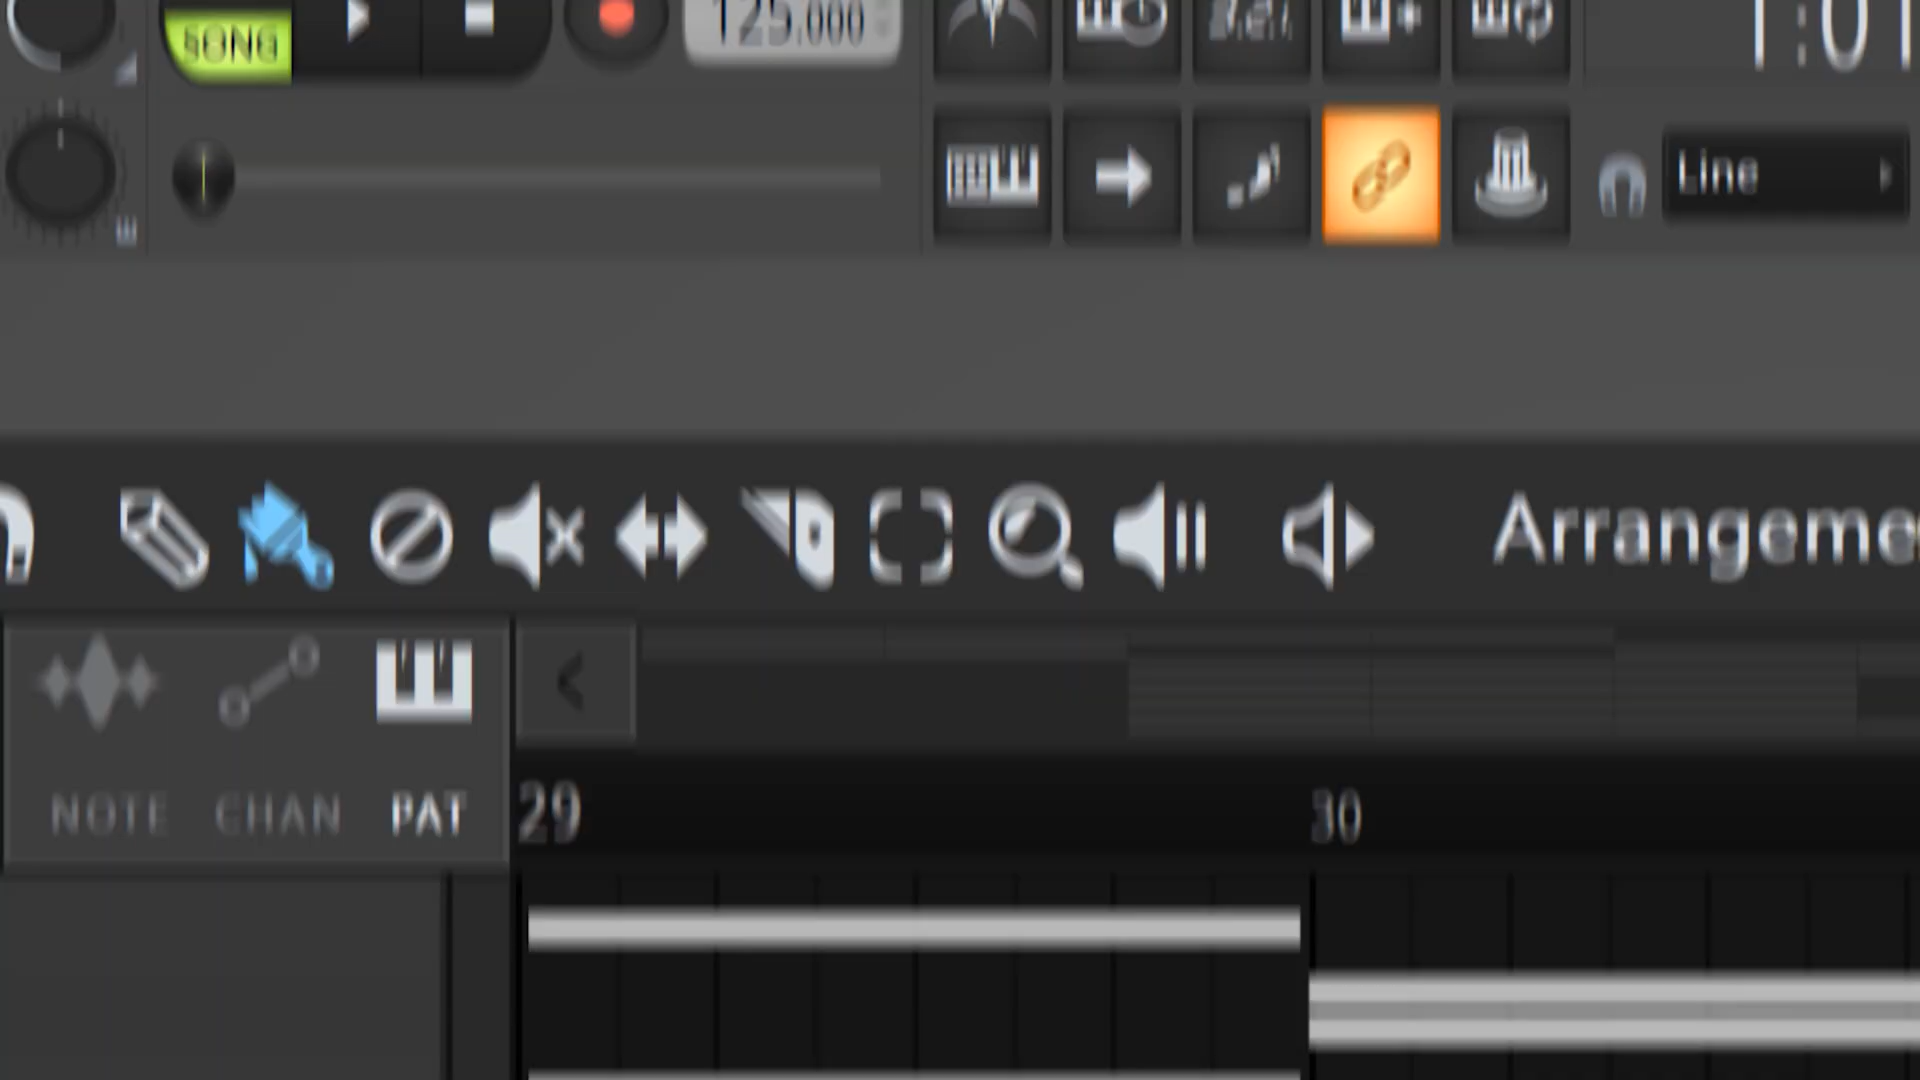 SONG
125.000
1:01
Line
Arrangeme
NOTE CHAN PAT
29
30